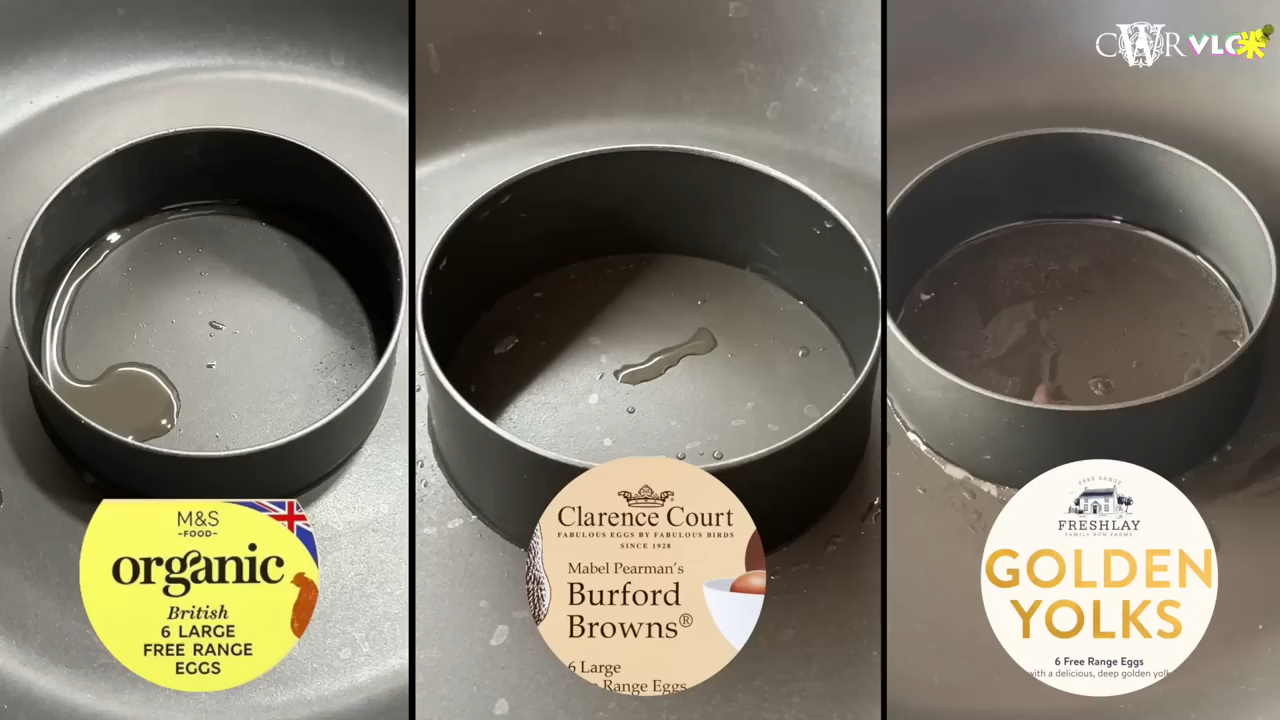 M&S
-FOOD-
organic
British
6 LARGE
FREE RANGE
EGGS
Clarence Court
FABULOUS EGGS BY FABULOUS BIRDS
SINCE 1928
Mabel Pearman's
Burford
Browns®
6 Large
Range Eggs
FREE RANGE
FRESHLAY
FAMILY RUN FARMS
GOLDEN
YOLKS
6 Free Range Eggs
with a delicious, deep golden yolk